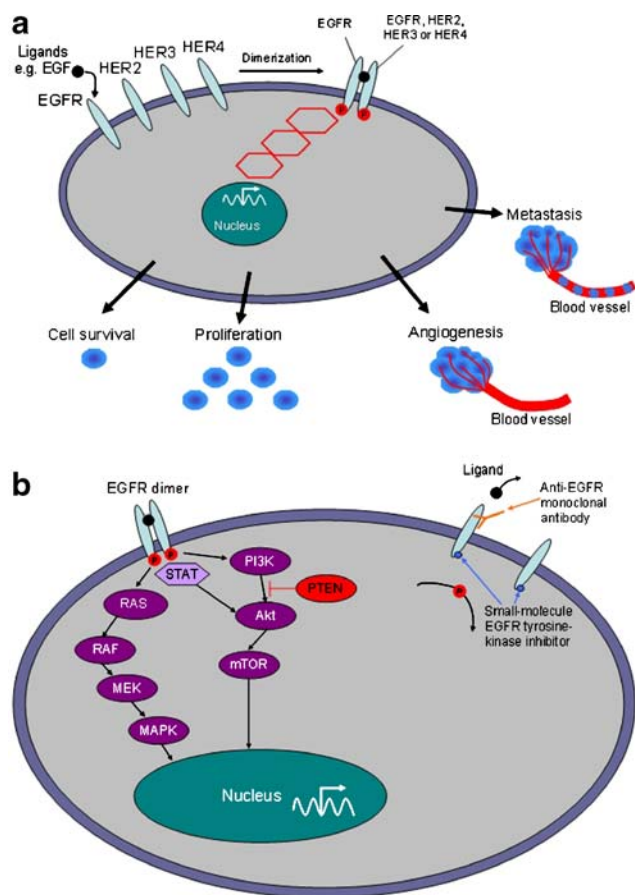 a
Ligands
e.g. EGF
EGFR
HER2
HER3
HER4
Dimerization
EGFR
EGFR, HER2,
HER3 or HER4
P
P
Nucleus
Metastasis
Blood vessel
Cell survival
Proliferation
Angiogenesis
Blood vessel
b
EGFR dimer
P
P
STAT
PI3K
PTEN
RAS
Akt
RAF
mTOR
MEK
MAPK
Nucleus
Ligand
Anti-EGFR
monoclonal
antibody
P
Small-molecule
EGFR tyrosine-
kinase inhibitor